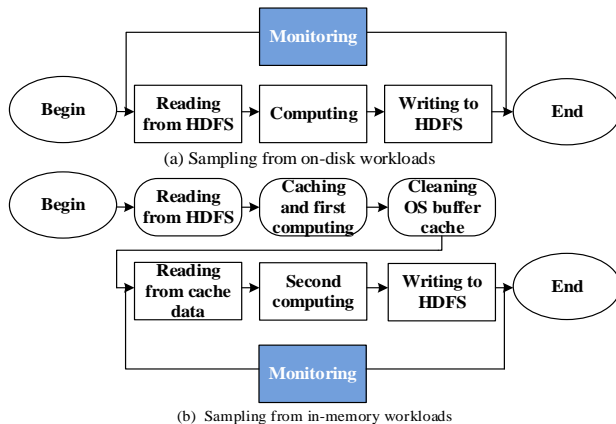 Monitoring
Begin
Reading
from HDFS
Computing
Writing to
HDFS
End
(a) Sampling from on-disk workloads
Begin
Reading
from HDFS
Caching
and first
computing
Cleaning
OS buffer
cache
Reading
from cache
data
Second
computing
Writing to
HDFS
End
Monitoring
(b) Sampling from in-memory workloads